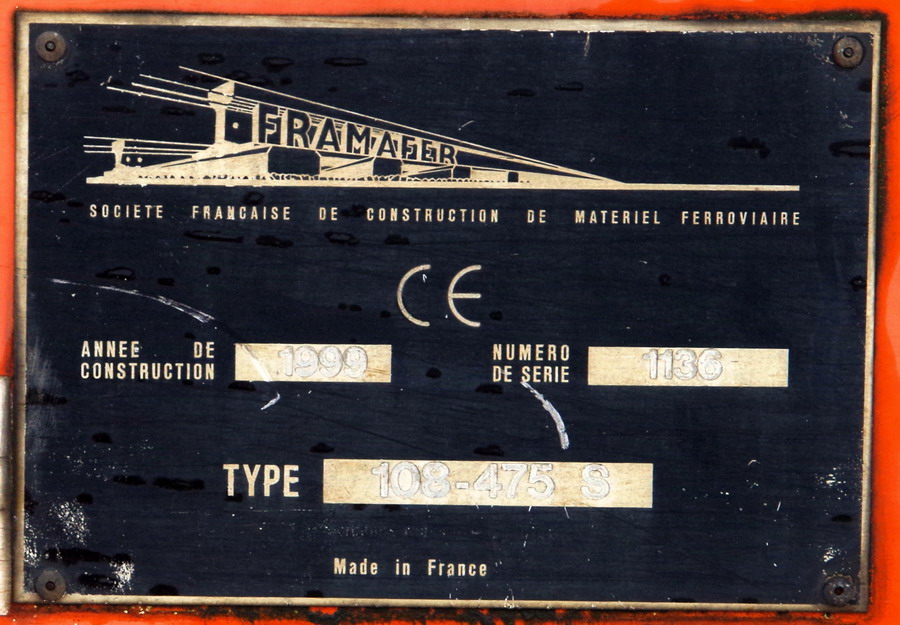 FRAMAFER
SOCIETE FRANCAISE DE CONSTRUCTION DE MATERIEL FERROVIAIRE
CE
ANNEE DE CONSTRUCTION 1999
NUMERO DE SERIE 1136
TYPE 108-475 S
Made in France